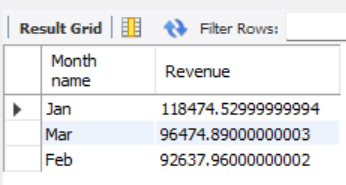 Result Grid Filter Rows:
Month name Revenue
Jan 118474.52999999994
Mar 96474.89000000003
Feb 92637.96000000002